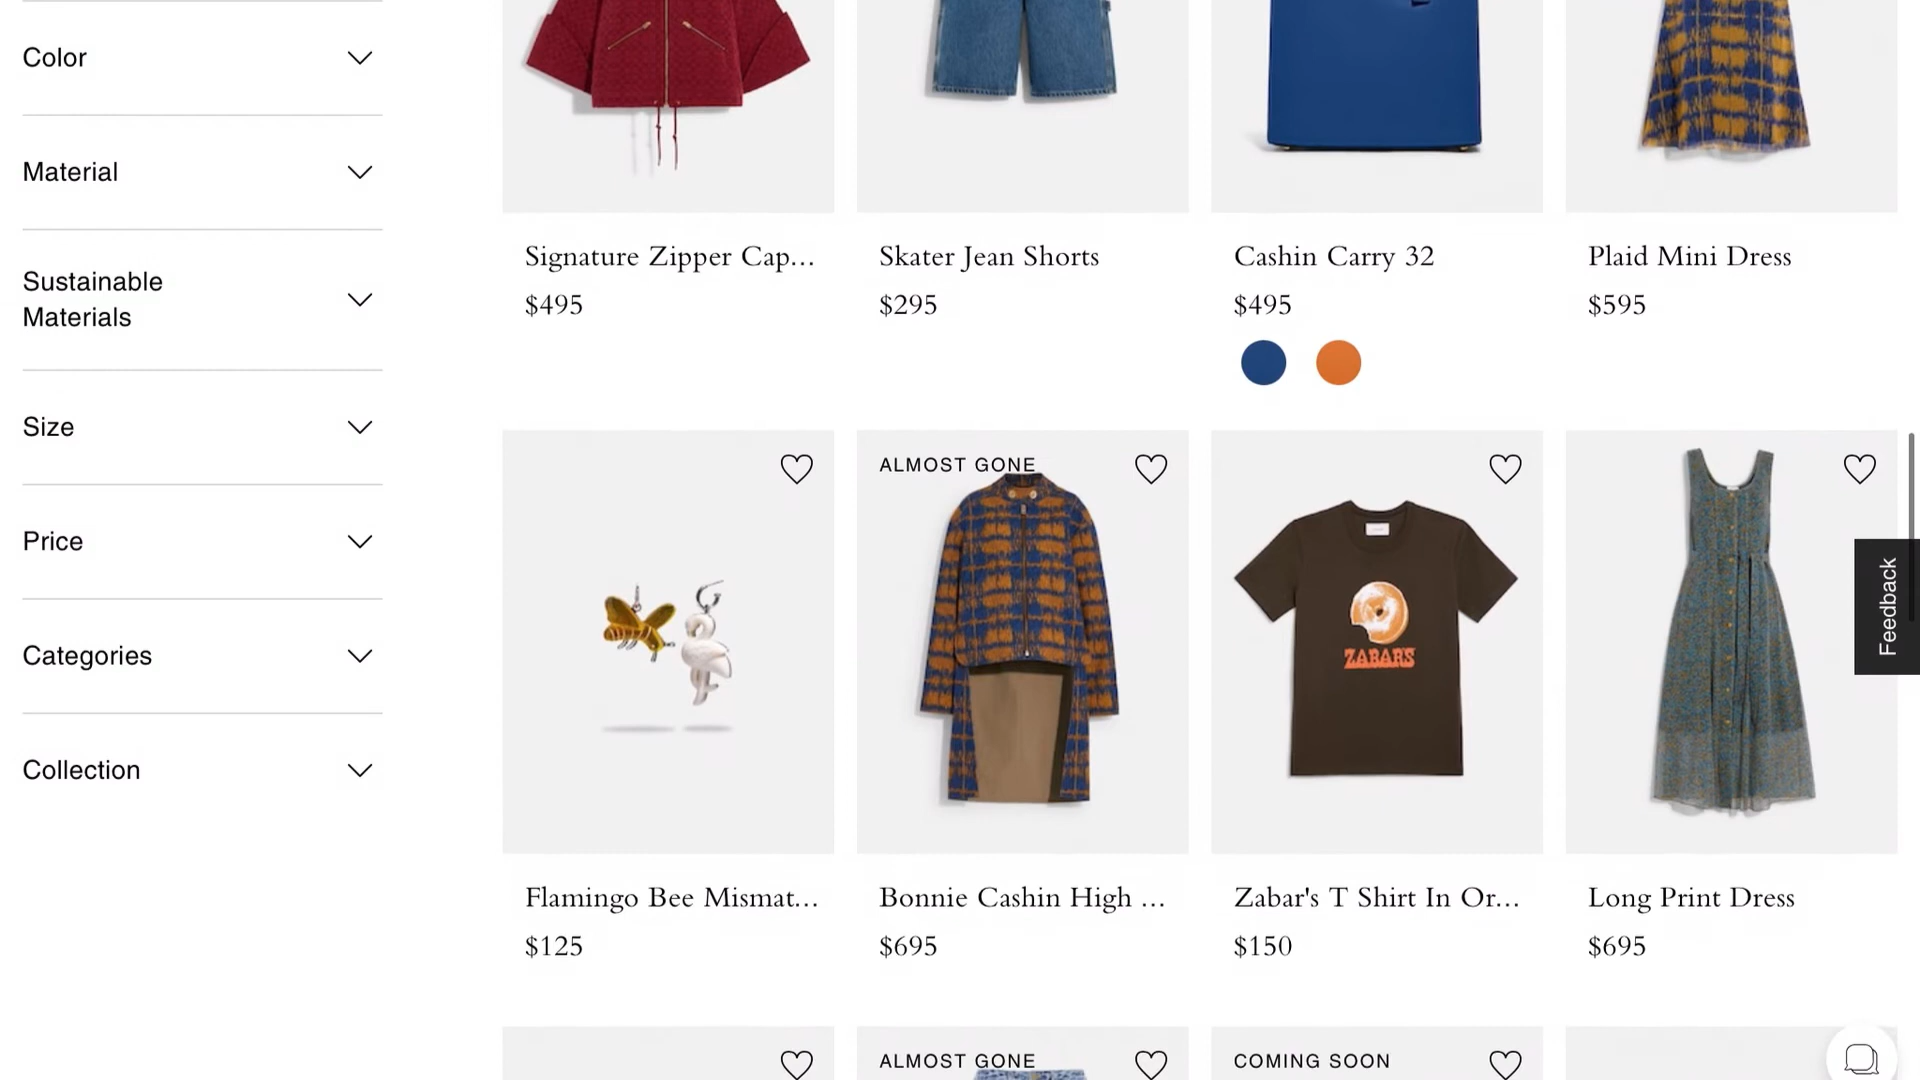 Color
Material
Sustainable
Materials
Size
Price
Categories
Collection
Signature Zipper Cap...
$495
Skater Jean Shorts
$295
Cashin Carry 32
$495
Plaid Mini Dress
$595
ALMOST GONE
ZABAR'S
Flamingo Bee Mismat...
$125
Bonnie Cashin High ...
$695
Zabar's T Shirt In Or...
$150
Long Print Dress
$695
Feedback
ALMOST GONE
COMING SOON